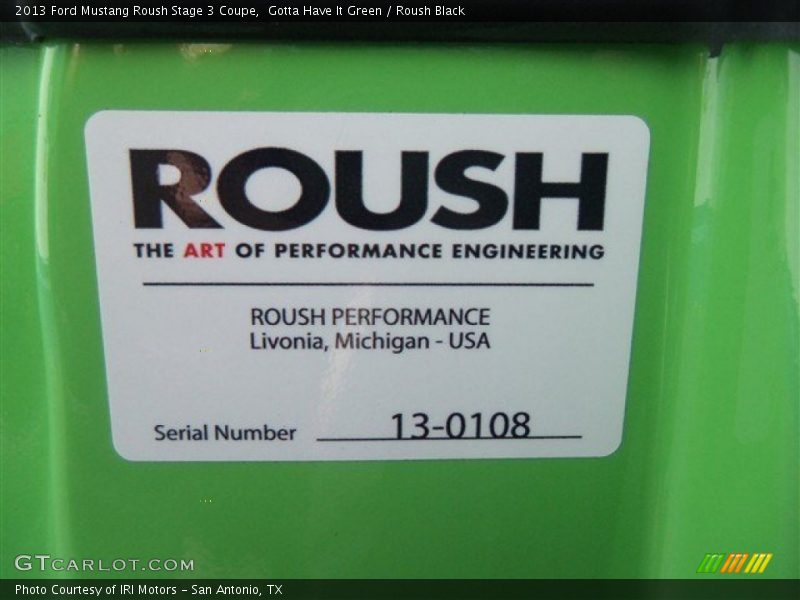 2013 Ford Mustang Roush Stage 3 Coupe,  Gotta Have It Green / Roush Black
ROUSH
THE ART OF PERFORMANCE ENGINEERING
ROUSH PERFORMANCE
Livonia, Michigan - USA
Serial Number 13-0108
GTCARLOT.COM
Photo Courtesy of IRI Motors – San Antonio, TX